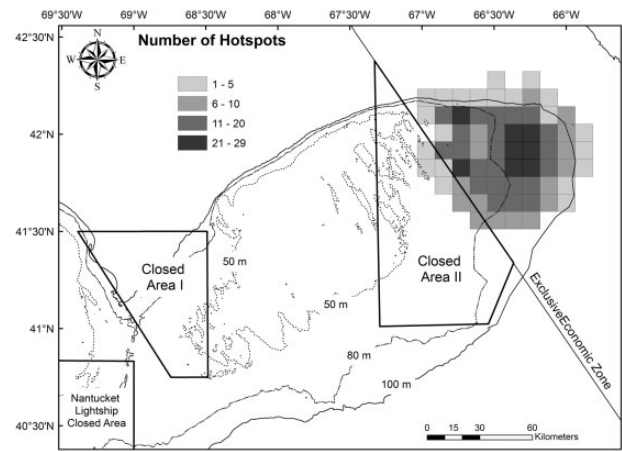 69°30'W 69°W 68°30'W 68°W 67°30'W 67°W 66°30'W 66°W
42°30'N
Number of Hotspots
N
W E
S
1 - 5
6 - 10
11 - 20
21 - 29
42°N
41°30'N
41°N
40°30'N
50 m
Closed
Area I
50 m
Closed
Area II
ExclusiveEconomic Zone
80 m
100 m
Nantucket
Lightship
Closed Area
0 15 30 60
Kilometers